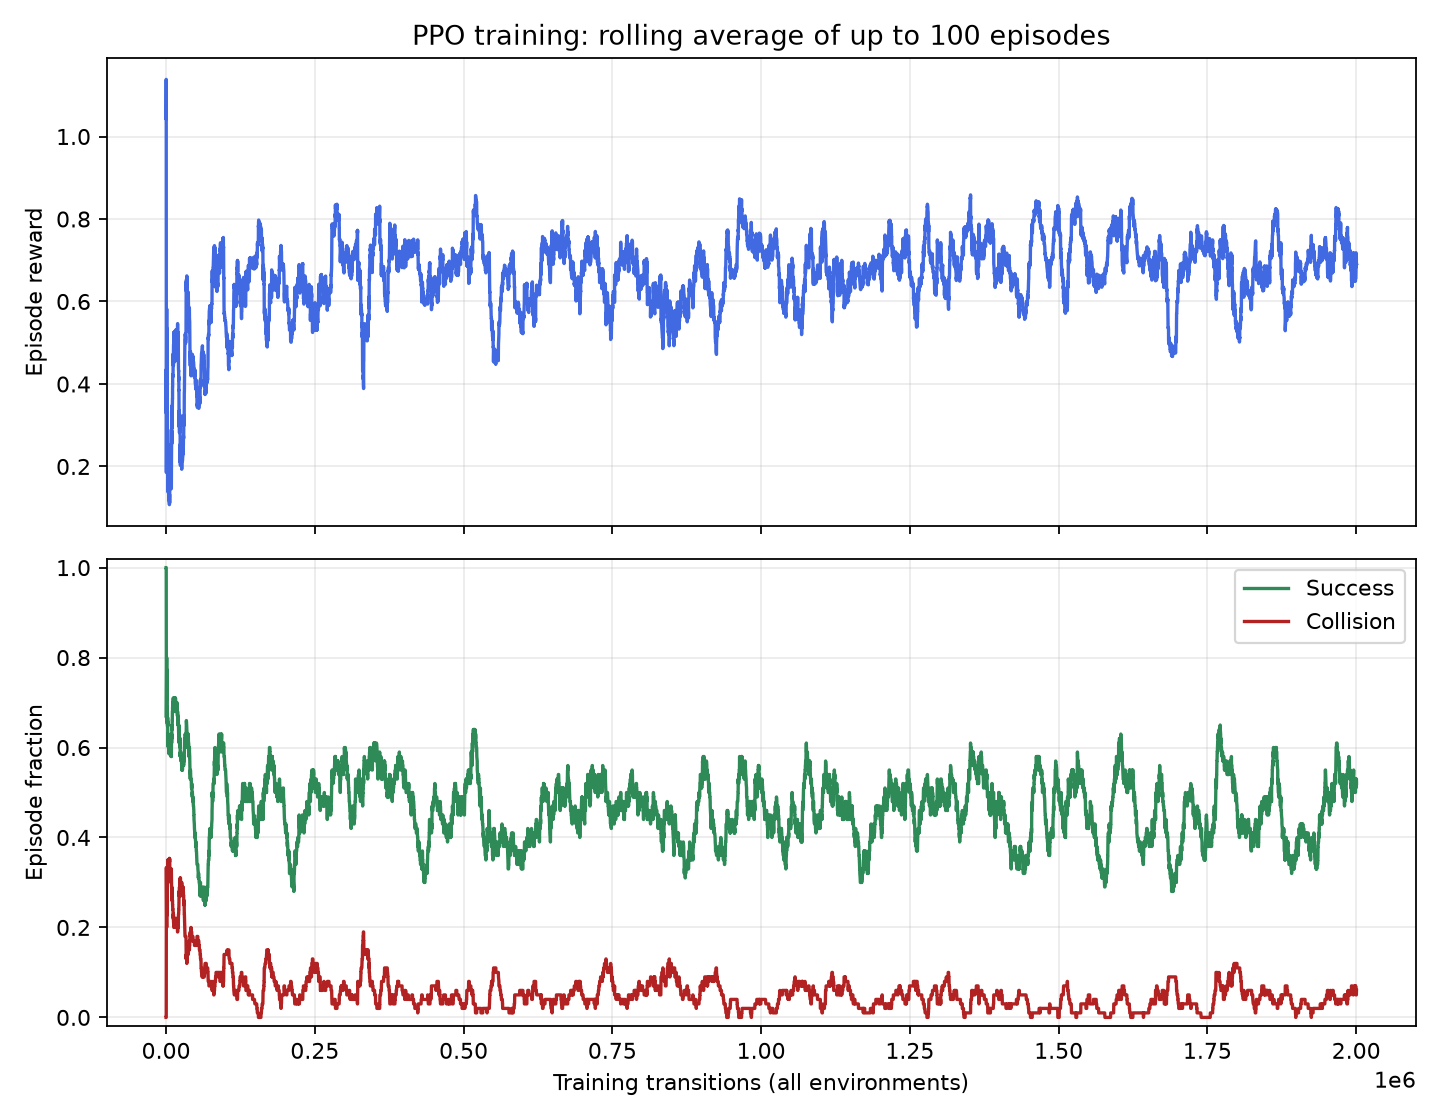 PPO training: rolling average of up to 100 episodes
1.0
0.8
0.6
0.4
0.2
Episode reward
1.0
0.8
0.6
0.4
0.2
0.0
Episode fraction
Success
Collision
0.00 0.25 0.50 0.75 1.00 1.25 1.50 1.75 2.00
1e6
Training transitions (all environments)